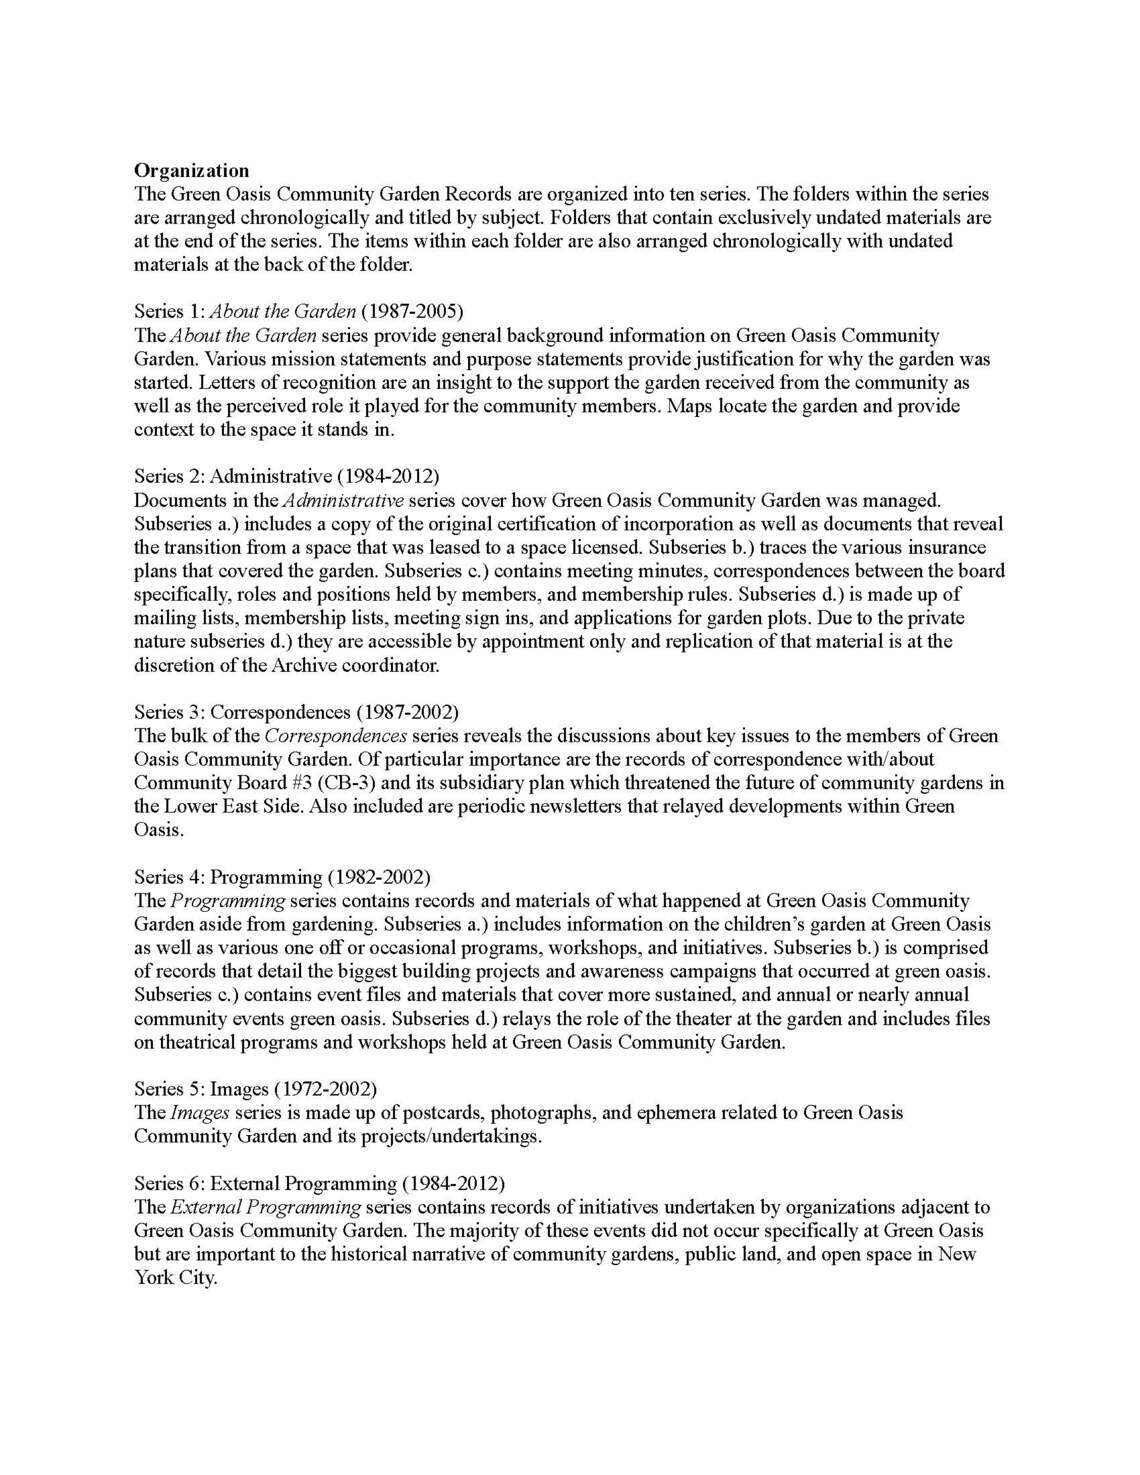 Organization
The Green Oasis Community Garden Records are organized into ten series. The folders within the series
are arranged chronologically and titled by subject. Folders that contain exclusively undated materials are
at the end of the series. The items within each folder are also arranged chronologically with undated
materials at the back of the folder.
Series 1: About the Garden (1987-2005)
The About the Garden series provide general background information on Green Oasis Community
Garden. Various mission statements and purpose statements provide justification for why the garden was
started. Letters of recognition are an insight to the support the garden received from the community as
well as the perceived role it played for the community members. Maps locate the garden and provide
context to the space it stands in.
Series 2: Administrative (1984-2012)
Documents in the Administrative series cover how Green Oasis Community Garden was managed.
Subseries a.) includes a copy of the original certification of incorporation as well as documents that reveal
the transition from a space that was leased to a space licensed. Subseries b.) traces the various insurance
plans that covered the garden. Subseries c.) contains meeting minutes, correspondences between the board
specifically, roles and positions held by members, and membership rules. Subseries d.) is made up of
mailing lists, membership lists, meeting sign ins, and applications for garden plots. Due to the private
nature subseries d.) they are accessible by appointment only and replication of that material is at the
discretion of the Archive coordinator.
Series 3: Correspondences (1987-2002)
The bulk of the Correspondences series reveals the discussions about key issues to the members of Green
Oasis Community Garden. Of particular importance are the records of correspondence with/about
Community Board #3 (CB-3) and its subsidiary plan which threatened the future of community gardens in
the Lower East Side. Also included are periodic newsletters that relayed developments within Green
Oasis.
Series 4: Programming (1982-2002)
The Programming series contains records and materials of what happened at Green Oasis Community
Garden aside from gardening. Subseries a.) includes information on the children’s garden at Green Oasis
as well as various one off or occasional programs, workshops, and initiatives. Subseries b.) is comprised
of records that detail the biggest building projects and awareness campaigns that occurred at green oasis.
Subseries c.) contains event files and materials that cover more sustained, and annual or nearly annual
community events green oasis. Subseries d.) relays the role of the theater at the garden and includes files
on theatrical programs and workshops held at Green Oasis Community Garden.
Series 5: Images (1972-2002)
The Images series is made up of postcards, photographs, and ephemera related to Green Oasis
Community Garden and its projects/undertakings.
Series 6: External Programming (1984-2012)
The External Programming series contains records of initiatives undertaken by organizations adjacent to
Green Oasis Community Garden. The majority of these events did not occur specifically at Green Oasis
but are important to the historical narrative of community gardens, public land, and open space in New
York City.